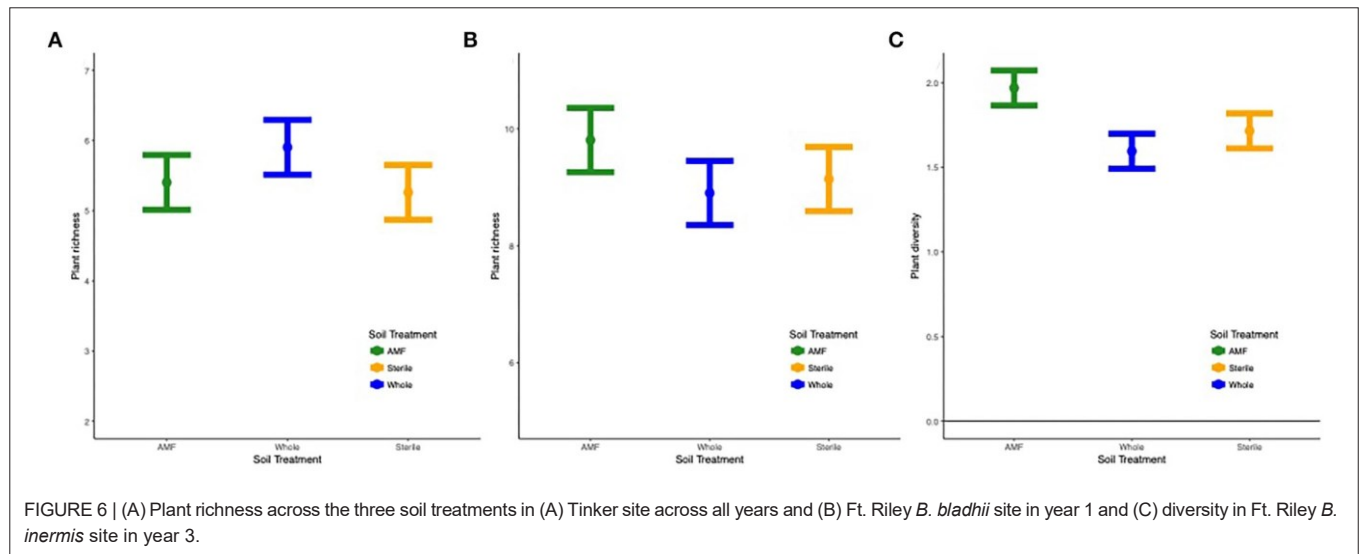 A
B
C
7
6
5
4
3
2
Plant richness
Soil Treatment
AMF
Sterile
Whole
AMF Whole Sterile
Soil Treatment
10
8
6
Plant richness
Soil Treatment
AMF
Sterile
Whole
AMF Whole Sterile
Soil Treatment
2.0
1.5
1.0
0.5
0.0
Plant diversity
Soil Treatment
AMF
Sterile
Whole
AMF Whole Sterile
Soil Treatment
FIGURE 6 | (A) Plant richness across the three soil treatments in (A) Tinker site across all years and (B) Ft. Riley B. bladhii site in year 1 and (C) diversity in Ft. Riley B.
inermis site in year 3.